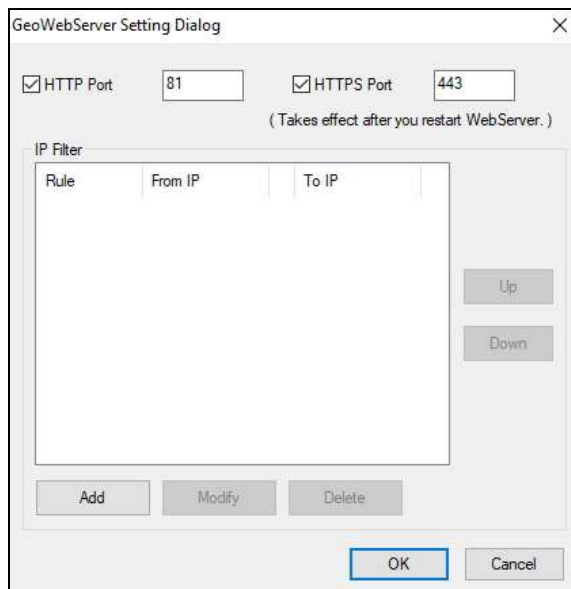 GeoWebServer Setting Dialog
HTTP Port 81 HTTPS Port 443
( Takes effect after you restart WebServer. )
IP Filter
Rule From IP To IP
Up
Down
Add Modify Delete
OK Cancel